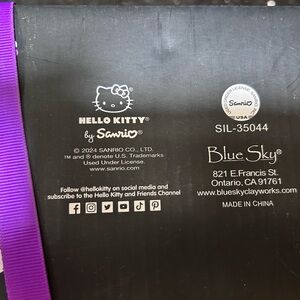 HELLO KITTY®
by Sanrio®
© 2024 SANRIO CO., LTD.
™ and ® denote U.S. Trademarks
Used Under License.
www.sanrio.com
Follow @hellokitty on social media and
subscribe to the Hello Kitty and Friends Channel
Sanrio
USA
SIL-35044
Blue Sky®
821 E.Francis St.
Ontario, CA 91761
www.blueskyclayworks.com
MADE IN CHINA